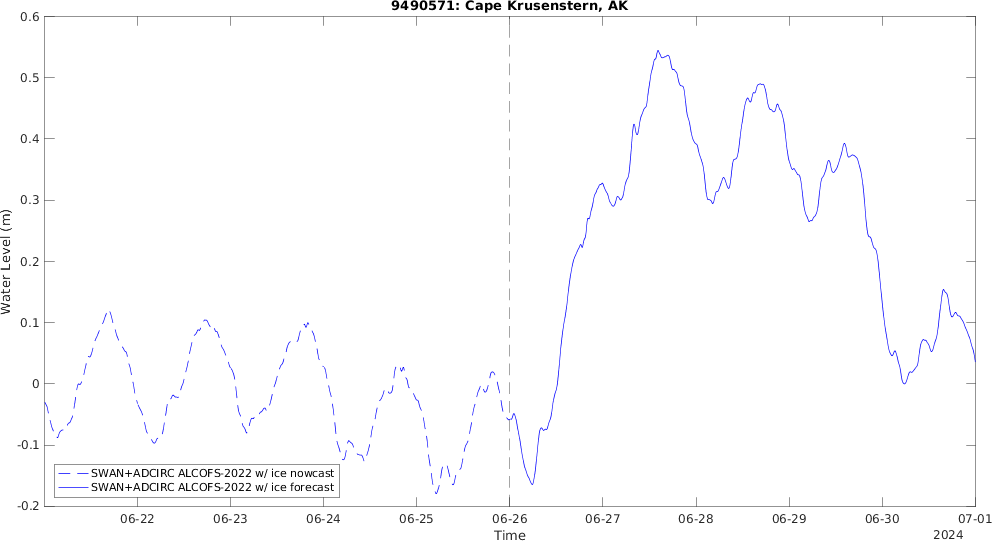 9490571: Cape Krusenstern, AK
0.6
0.5
0.4
0.3
0.2
0.1
0
-0.1
-0.2
Water Level (m)
SWAN+ADCIRC ALCOFS-2022 w/ ice nowcast
SWAN+ADCIRC ALCOFS-2022 w/ ice forecast
06-22 06-23 06-24 06-25 06-26 06-27 06-28 06-29 06-30 07-01
Time
2024